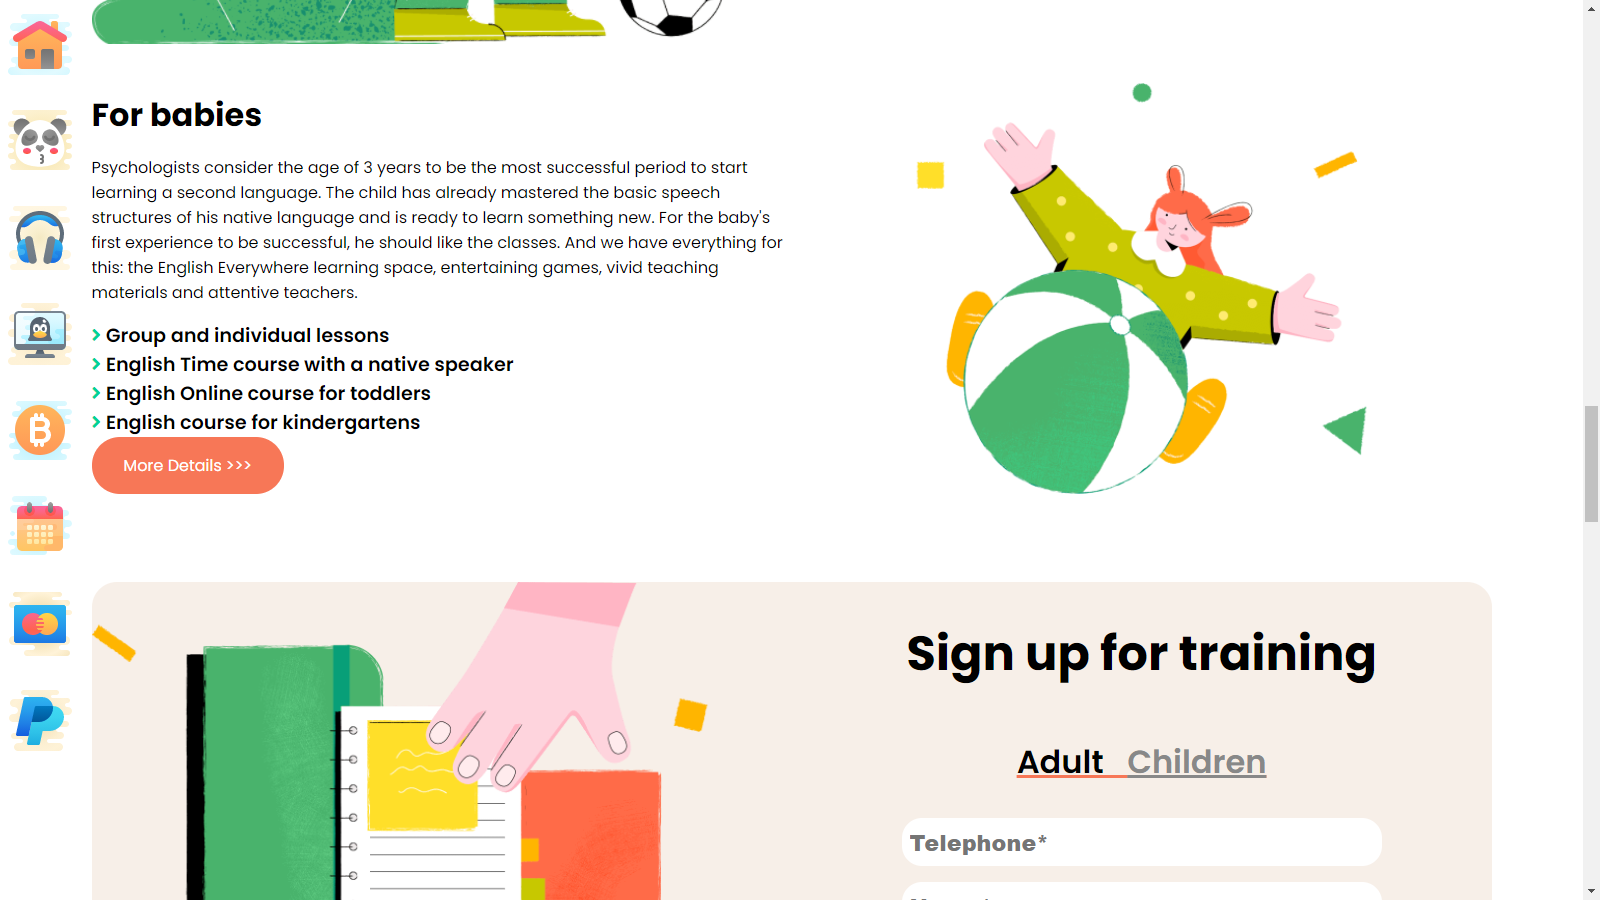 For babies
Psychologists consider the age of 3 years to be the most successful period to start
learning a second language. The child has already mastered the basic speech
structures of his native language and is ready to learn something new. For the baby's
first experience to be successful, he should like the classes. And we have everything for
this: the English Everywhere learning space, entertaining games, vivid teaching
materials and attentive teachers.
Group and individual lessons
English Time course with a native speaker
English Online course for toddlers
English course for kindergartens
More Details >>>
Sign up for training
Adult Children
Telephone*